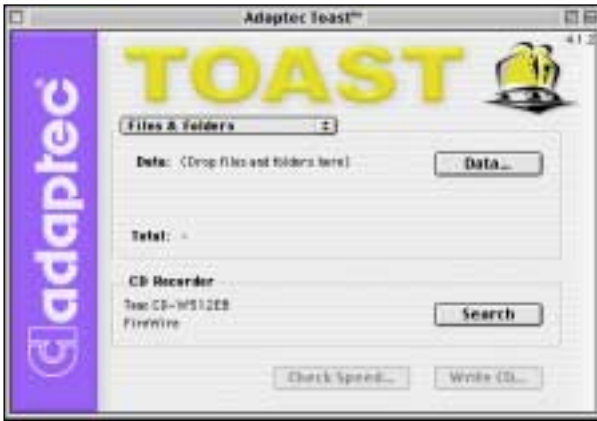 Adaptec Toast™
4.1.2
TOAST
adaptec
Files & Folders
Data: (Drop files and folders here)
Data...
Total: -
CD Recorder
Teac CD-W512EB
FireWire
Search
Check Speed...
Write CD...